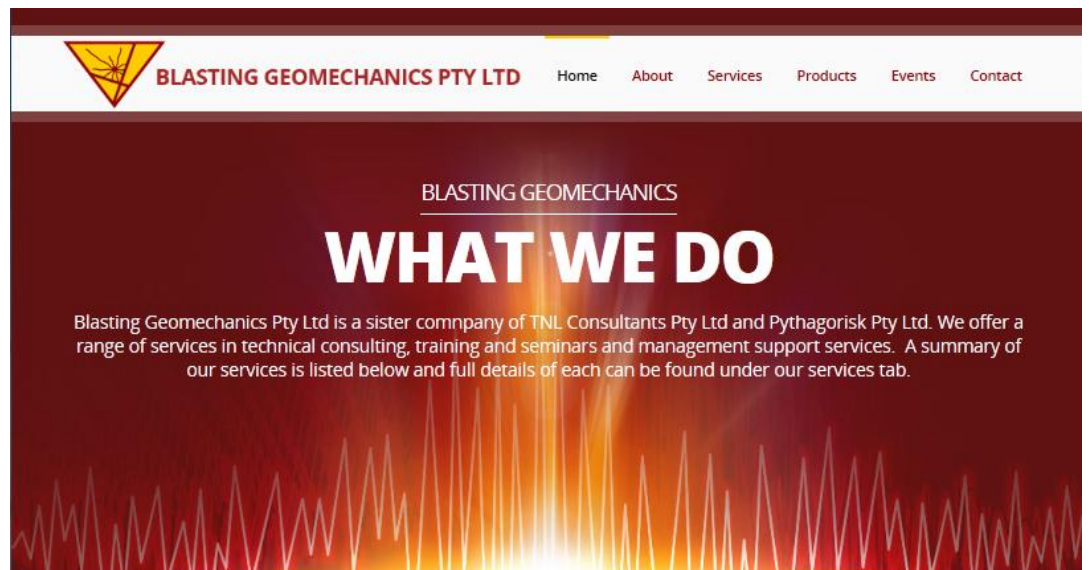 BLASTING GEOMECHANICS PTY LTD Home About Services Products Events Contact
BLASTING GEOMECHANICS
WHAT WE DO
Blasting Geomechanics Pty Ltd is a sister comnpany of TNL Consultants Pty Ltd and Pythagorisk Pty Ltd. We offer a
range of services in technical consulting, training and seminars and management support services. A summary of
our services is listed below and full details of each can be found under our services tab.